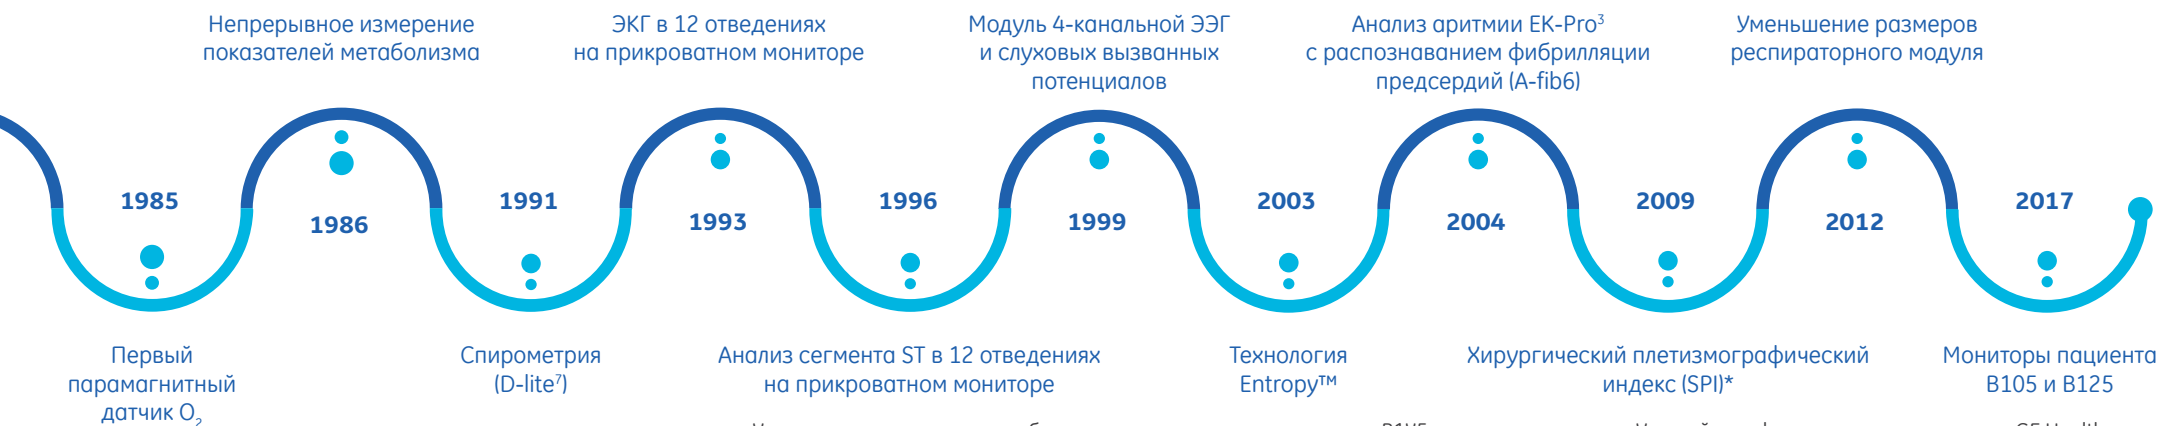 Непрерывное измерение
показателей метаболизма
ЭКГ в 12 отведениях
на прикроватном мониторе
Модуль 4-канальной ЭЭГ
и слуховых вызванных
потенциалов
Анализ аритмии EK-Pro³
с распознаванием фибрилляции
предсердий (A-fib6)
Уменьшение размеров
респираторного модуля
1985
1986
1991
1993
1996
1999
2003
2004
2009
2012
2017
Первый
парамагнитный
датчик O₂
Спирометрия
(D-lite⁷)
Анализ сегмента ST в 12 отведениях
на прикроватном мониторе
Технология
Entropy™
Хирургический плетизмографический
индекс (SPI)*
Мониторы пациента
B105 и B125